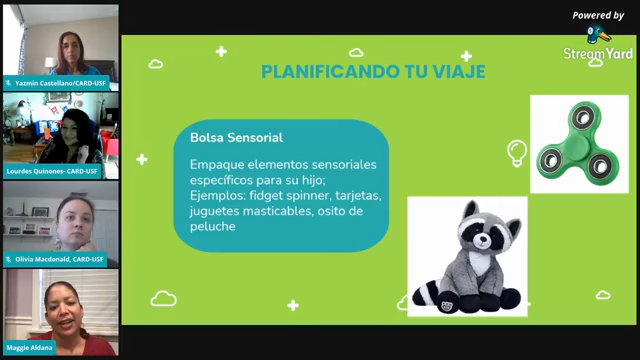 Powered by
StreamYard
PLANIFICANDO TU VIAJE
Yazmin Castellano/CARD-USF
Bolsa Sensorial
Empaque elementos sensoriales
específicos para su hijo;
Ejemplos: fidget spinner, tarjetas,
juguetes masticables, osito de
peluche
Lourdes Quinones- CARD-USF
Olivia Macdonald, CARD-USF
Maggie Aldana